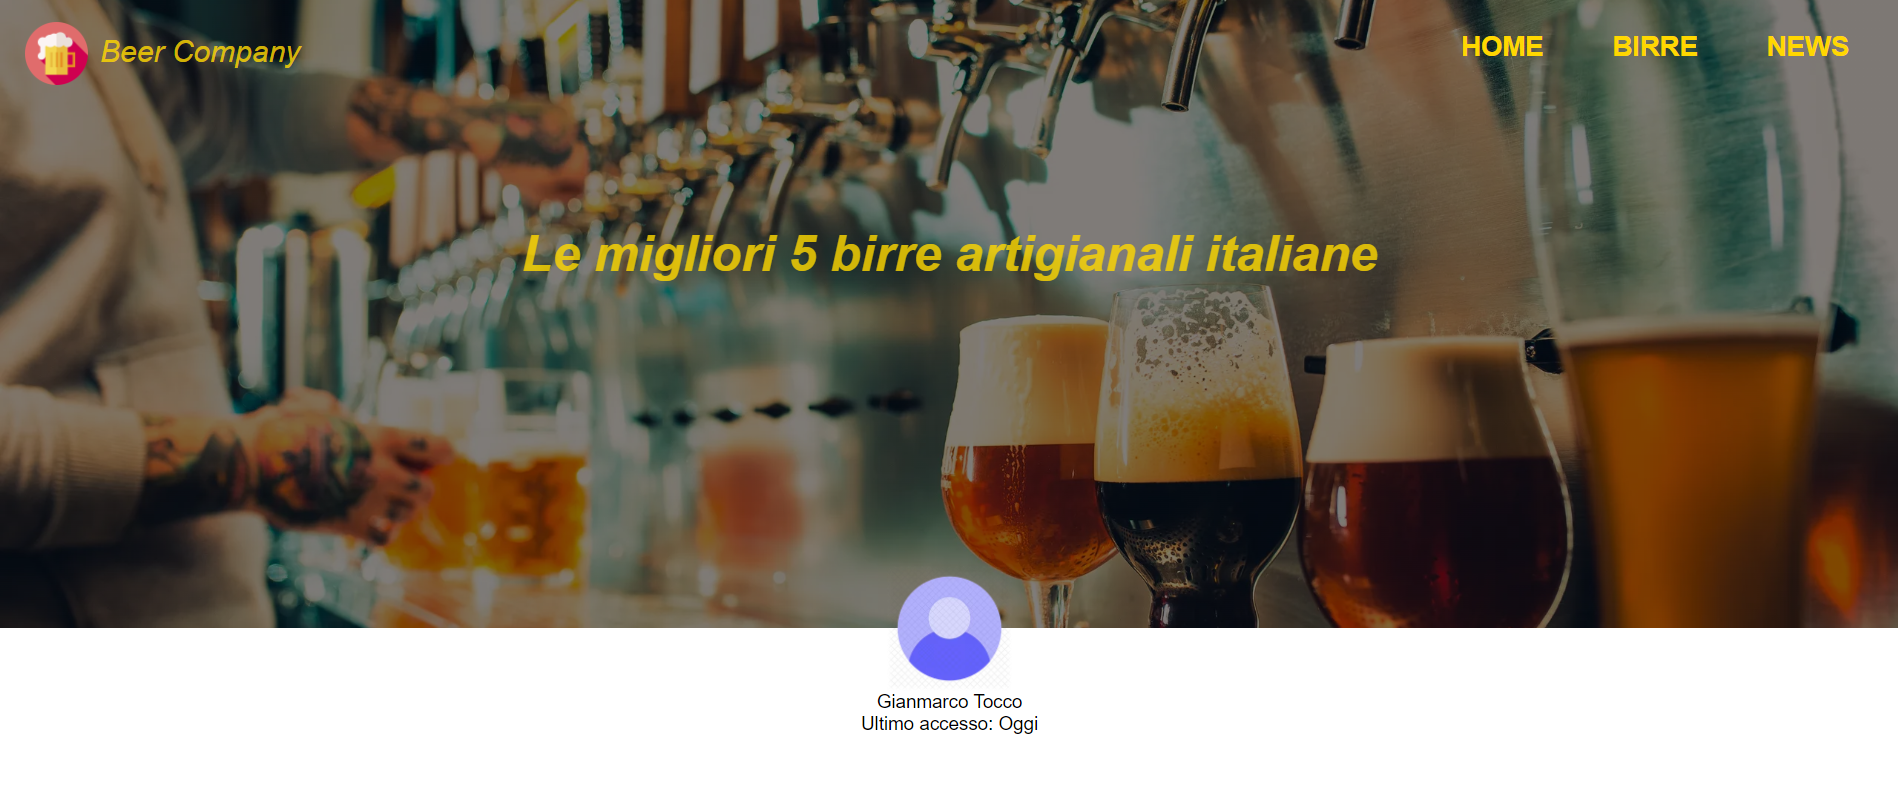 Beer Company
HOME BIRRE NEWS
Le migliori 5 birre artigianali italiane
Gianmarco Tocco
Ultimo accesso: Oggi